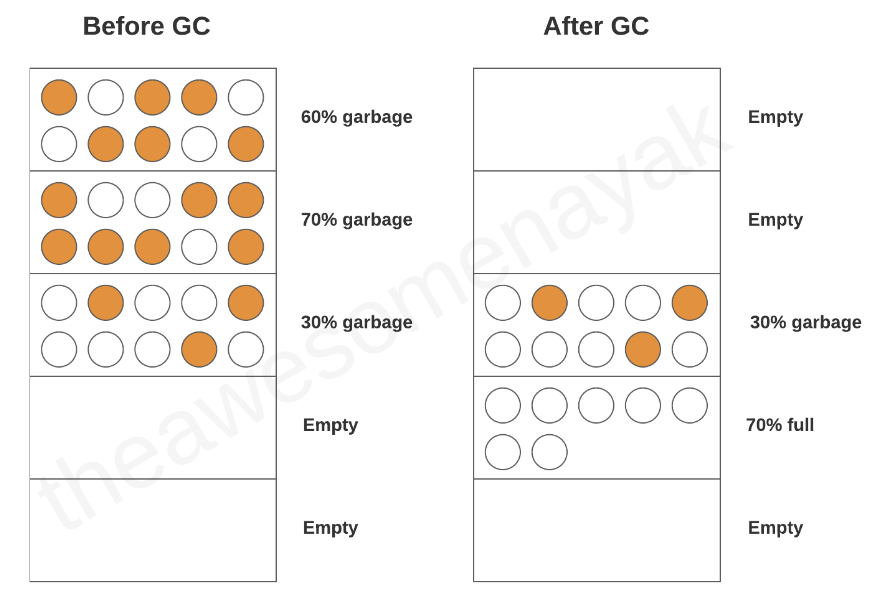 Before GC
After GC
60% garbage
Empty
70% garbage
Empty
30% garbage
30% garbage
Empty
70% full
Empty
Empty
theawesomenayak